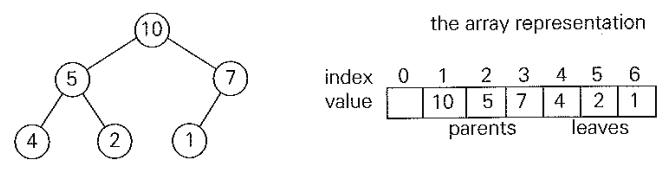 10
5 7
4 2 1
the array representation
index 0 1 2 3 4 5 6
value 10 5 7 4 2 1
parents leaves